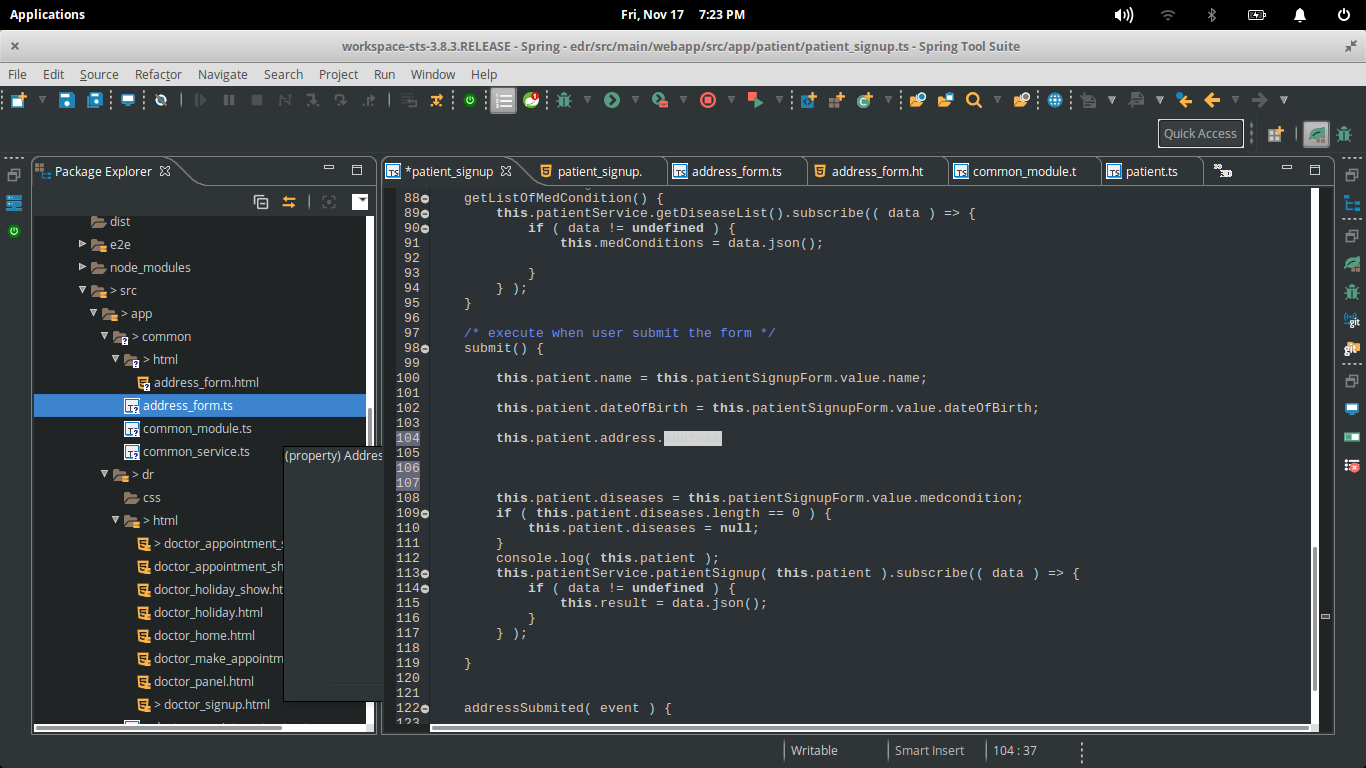 Applications
Fri, Nov 17 7:23 PM
workspace-sts-3.8.3.RELEASE - Spring - edr/src/main/webapp/src/app/patient/patient_signup.ts - Spring Tool Suite
File Edit Source Refactor Navigate Search Project Run Window Help
Quick Access
Package Explorer
dist
e2e
node_modules
> src
> app
> common
> html
address_form.html
address_form.ts
common_module.ts
common_service.ts
> dr
css
> html
> doctor_appointment_s
doctor_appointment_sh
doctor_holiday_show.ht
doctor_holiday.html
doctor_home.html
doctor_make_appointm
doctor_panel.html
> doctor_signup.html
(property) Addres
*patient_signup
patient_signup.
address_form.ts
address_form.ht
common_module.t
patient.ts
88 getListOfMedCondition() {
89 this.patientService.getDiseaseList().subscribe(( data ) => {
90 if ( data != undefined ) {
91 this.medConditions = data.json();
92
93 }
94 } );
95 }
96
97 /* execute when user submit the form */
98 submit() {
99
100 this.patient.name = this.patientSignupForm.value.name;
101
102 this.patient.dateOfBirth = this.patientSignupForm.value.dateOfBirth;
103
104 this.patient.address.
105
106
107
108 this.patient.diseases = this.patientSignupForm.value.medcondition;
109 if ( this.patient.diseases.length == 0 ) {
110 this.patient.diseases = null;
111 }
112 console.log( this.patient );
113 this.patientService.patientSignup( this.patient ).subscribe(( data ) => {
114 if ( data != undefined ) {
115 this.result = data.json();
116 }
117 } );
118
119 }
120
121
122 addressSubmited( event ) {
123
Writable
Smart Insert
104 : 37